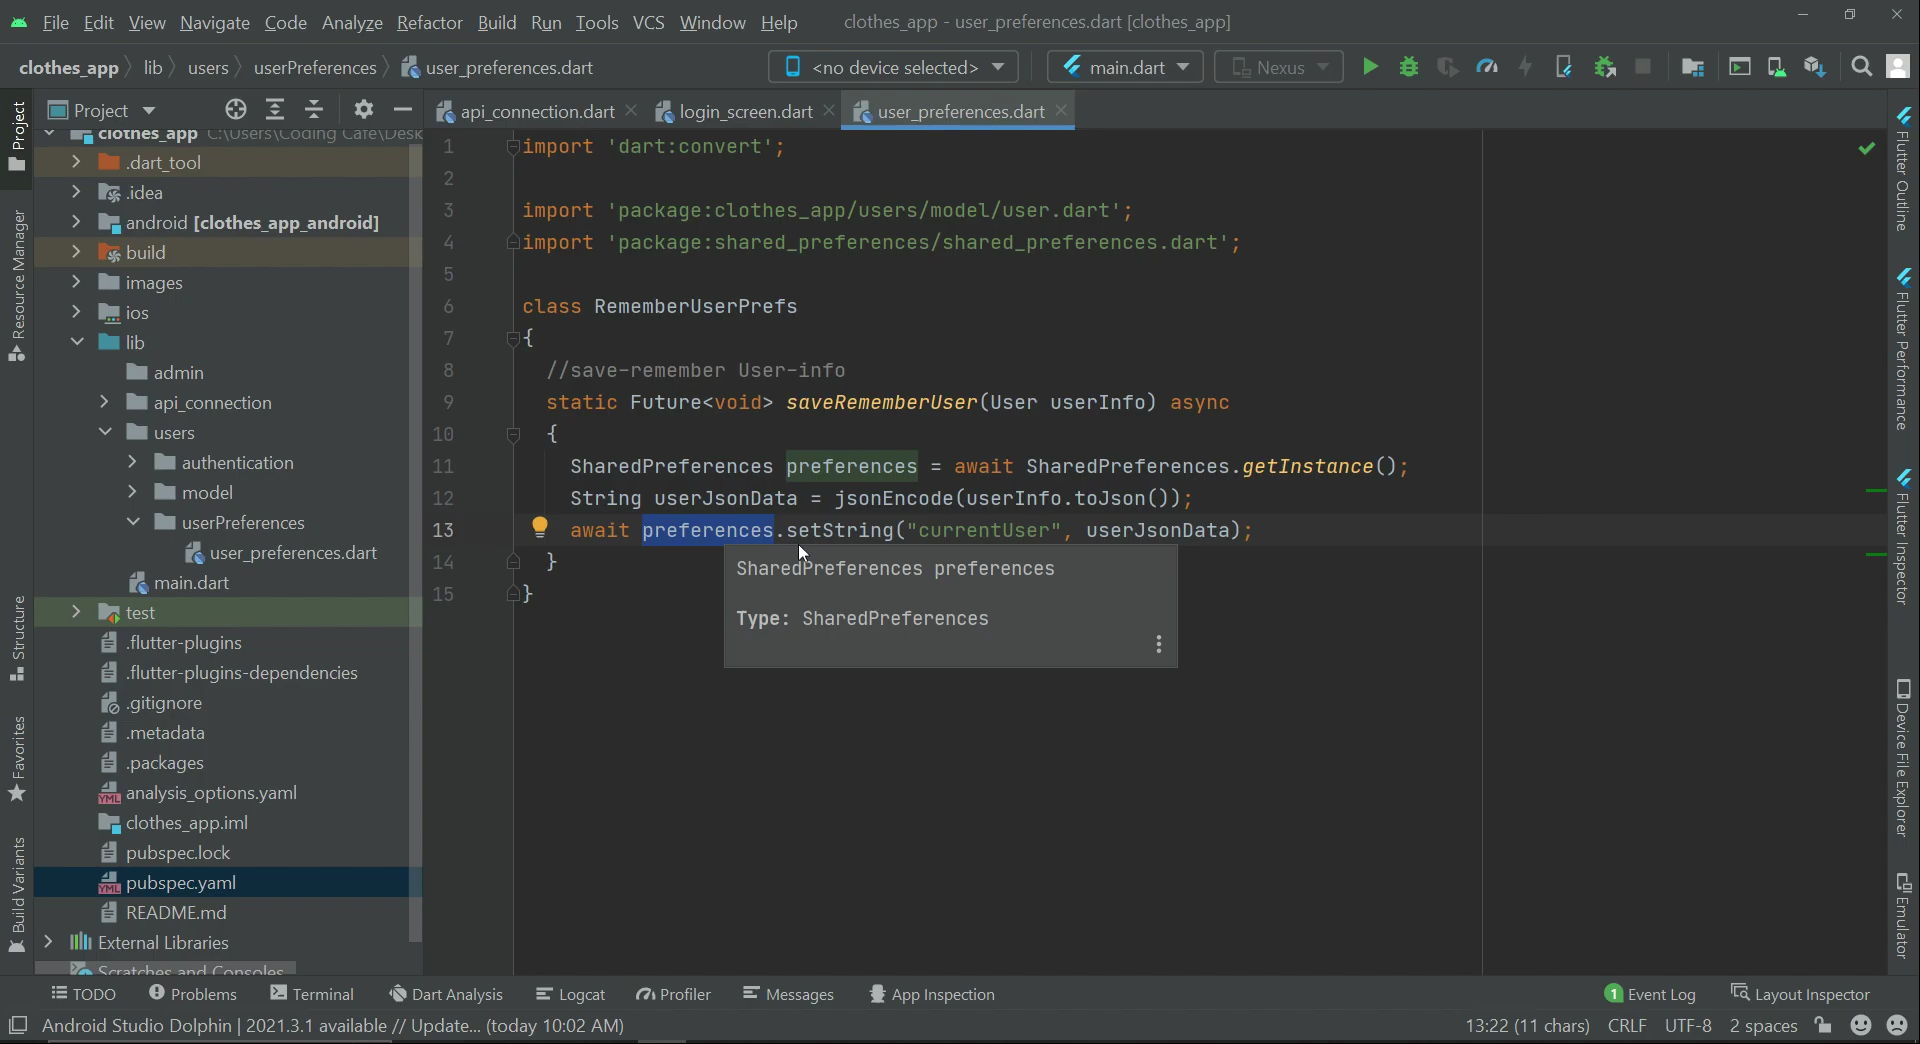 File Edit View Navigate Code Analyze Refactor Build Run Tools VCS Window Help clothes_app - user_preferences.dart [clothes_app]
clothes_app lib users userPreferences user_preferences.dart <no device selected> main.dart Nexus
Project
api_connection.dart login_screen.dart user_preferences.dart
clothes_app C:\Users\Coding Cafe\Desk
.dart_tool
.idea
android [clothes_app_android]
build
images
ios
lib
admin
api_connection
users
authentication
model
userPreferences
user_preferences.dart
main.dart
test
.flutter-plugins
.flutter-plugins-dependencies
.gitignore
.metadata
.packages
analysis_options.yaml
clothes_app.iml
pubspec.lock
pubspec.yaml
README.md
External Libraries
Scratches and Consoles
Project
Resource Manager
Structure
Favorites
Build Variants
1 import 'dart:convert';
2
3 import 'package:clothes_app/users/model/user.dart';
4 import 'package:shared_preferences/shared_preferences.dart';
5
6 class RememberUserPrefs
7 {
8 //save-remember User-info
9 static Future<void> saveRememberUser(User userInfo) async
10 {
11 SharedPreferences preferences = await SharedPreferences.getInstance();
12 String userJsonData = jsonEncode(userInfo.toJson());
13 await preferences.setString("currentUser", userJsonData);
14 }
15 }
SharedPreferences preferences
Type: SharedPreferences
Flutter Outline
Flutter Performance
Flutter Inspector
Device File Explorer
Emulator
TODO Problems Terminal Dart Analysis Logcat Profiler Messages App Inspection 1 Event Log Layout Inspector
Android Studio Dolphin | 2021.3.1 available // Update... (today 10:02 AM) 13:22 (11 chars) CRLF UTF-8 2 spaces